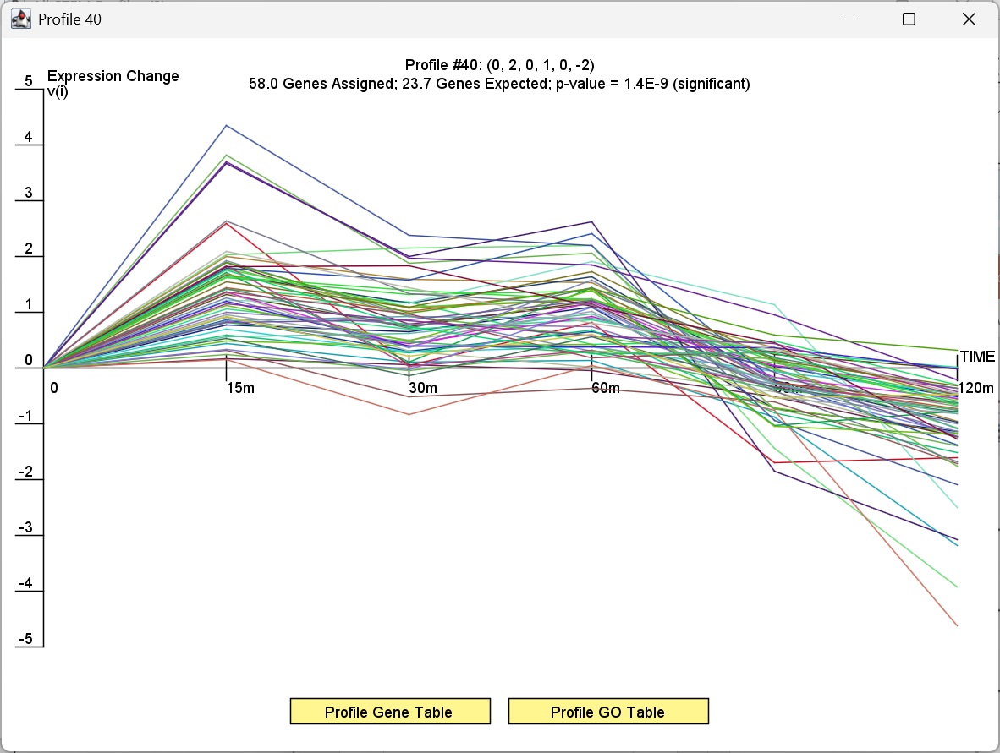 Profile 40
Profile #40: (0, 2, 0, 1, 0, -2)
58.0 Genes Assigned; 23.7 Genes Expected; p-value = 1.4E-9 (significant)
Expression Change
v(i)
5
4
3
2
1
0
-1
-2
-3
-4
-5
TIME
0 15m 30m 60m 90m 120m
Profile Gene Table Profile GO Table